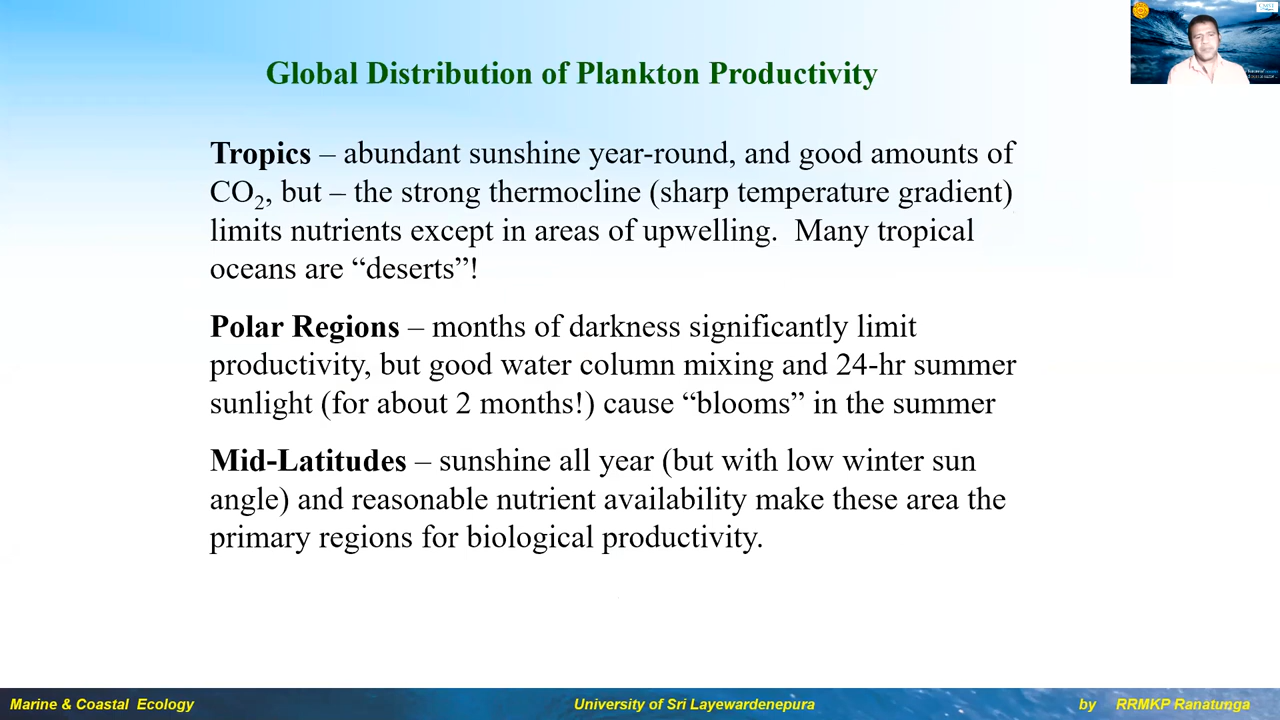 Global Distribution of Plankton Productivity
Tropics – abundant sunshine year-round, and good amounts of
CO₂, but – the strong thermocline (sharp temperature gradient)
limits nutrients except in areas of upwelling.  Many tropical
oceans are “deserts”!
Polar Regions – months of darkness significantly limit
productivity, but good water column mixing and 24-hr summer
sunlight (for about 2 months!) cause “blooms” in the summer
Mid-Latitudes – sunshine all year (but with low winter sun
angle) and reasonable nutrient availability make these area the
primary regions for biological productivity.
Marine & Coastal Ecology
University of Sri Layewardenepura
by RRMKP Ranatunga